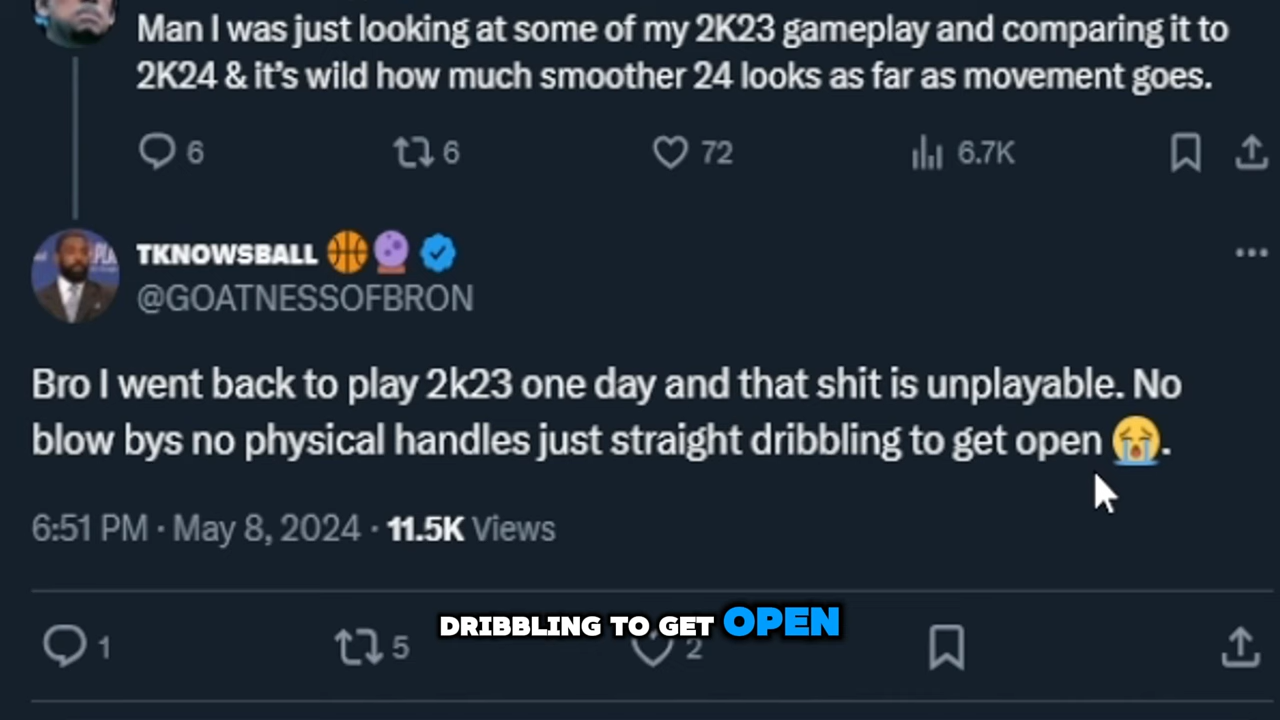 Man I was just looking at some of my 2K23 gameplay and comparing it to
2K24 & it's wild how much smoother 24 looks as far as movement goes.
6 6 72 6.7K
TKNOWSBALL 🏀🔮
@GOATNESSOFBRON
Bro I went back to play 2k23 one day and that shit is unplayable. No
blow bys no physical handles just straight dribbling to get open 😭.
6:51 PM · May 8, 2024 · 11.5K Views
DRIBBLING TO GET OPEN
1 5 2